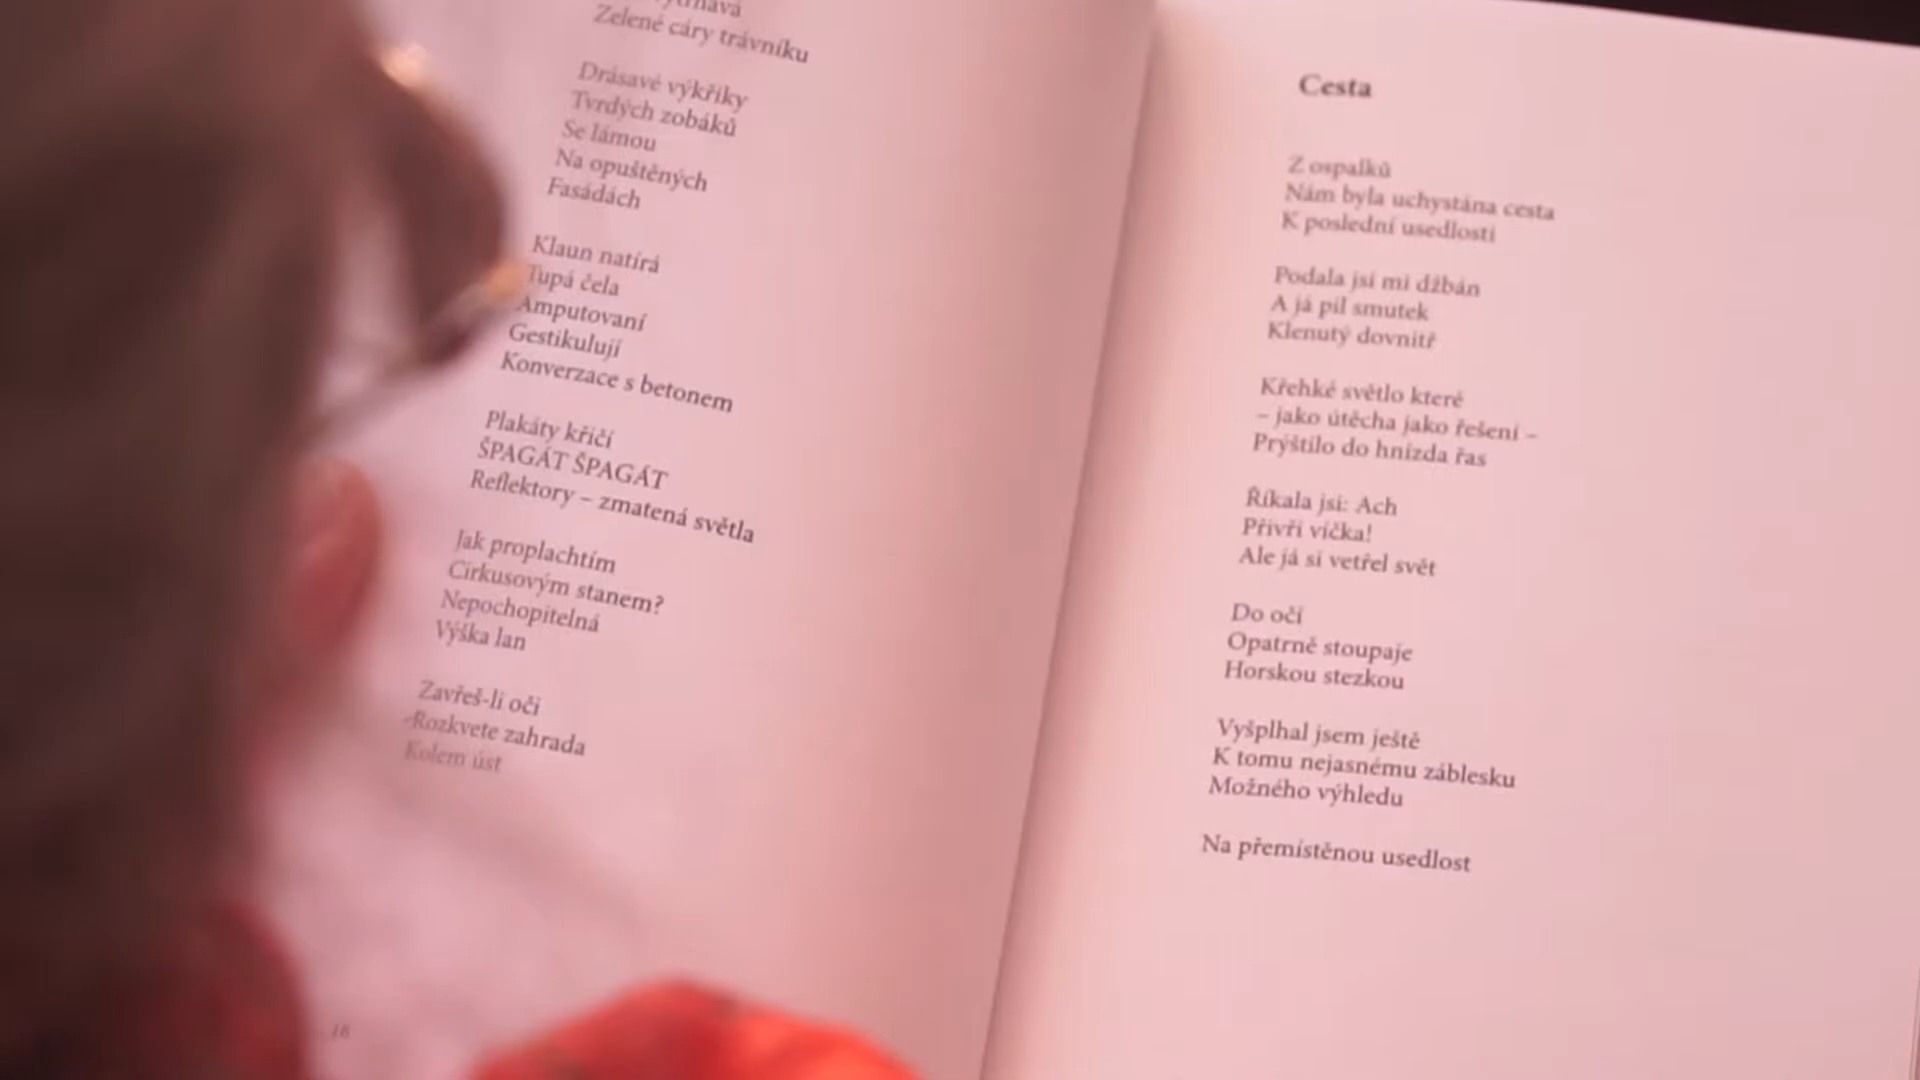 Zelené cáry trávníku
Drásavé výkřiky
Tvrdých zobáků
Se lámou
Na opuštěných
Fasádách
Klaun natírá
Tupá čela
Amputovaní
Gestikulují
Konverzace s betonem
Plakáty křičí
ŠPAGÁT ŠPAGÁT
Reflektory – zmatená světla
Jak proplachtím
Cirkusovým stanem?
Nepochopitelná
Výška lan
Zavřeš-li oči
Rozkvete zahrada
Kolem úst
16
Cesta
Z ospalků
Nám byla uchystána cesta
K poslední usedlosti
Podala jsi mi džbán
A já pil smutek
Klenutý dovnitř
Křehké světlo které
– jako útěcha jako řešení –
Prýštilo do hnízda řas
Říkala jsi: Ach
Přivři víčka!
Ale já si vetřel svět
Do očí
Opatrně stoupaje
Horskou stezkou
Vyšplhal jsem ještě
K tomu nejasnému záblesku
Možného výhledu
Na přemístěnou usedlost